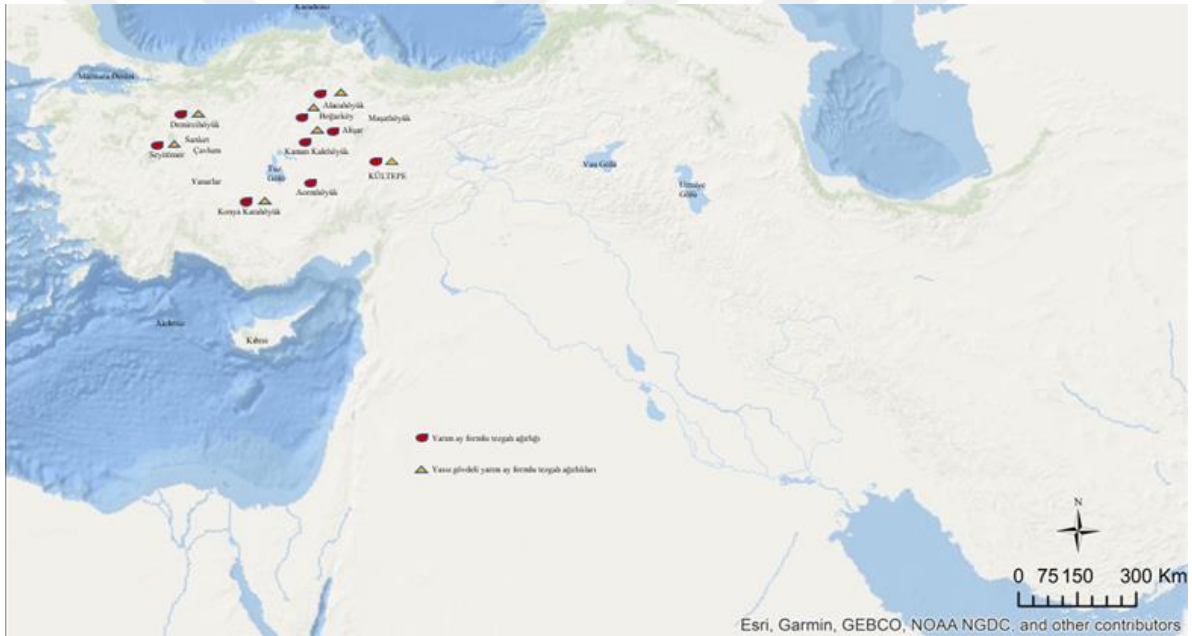 Karadeniz
Marmara Denizi
Alacahöyük
Demircihöyük
Boğazköy
Maşathöyük
Sarıket
Alişar
Seyitömer
Çavlum
Kaman Kalehöyük
Van Gölü
Tuz
Gölü
KÜLTEPE
Yanarlar
Urmiye
Gölü
Acemhöyük
Konya Karahöyük
Akdeniz
Kıbrıs
Yarım ay formlu tezgah ağırlığı
Yassı gövdeli yarım ay formlu tezgah ağırlıkları
N
0 75 150 300 Km
Esri, Garmin, GEBCO, NOAA NGDC, and other contributors